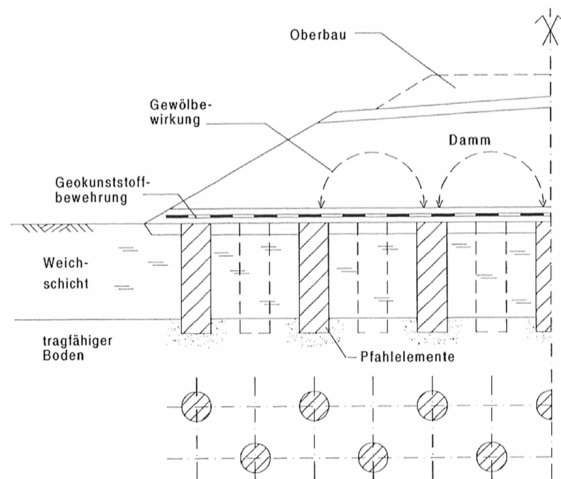 Oberbau
Gewölbe-
wirkung
Damm
Geokunststoff-
bewehrung
Weich-
schicht
tragfähiger
Boden
Pfahlelemente